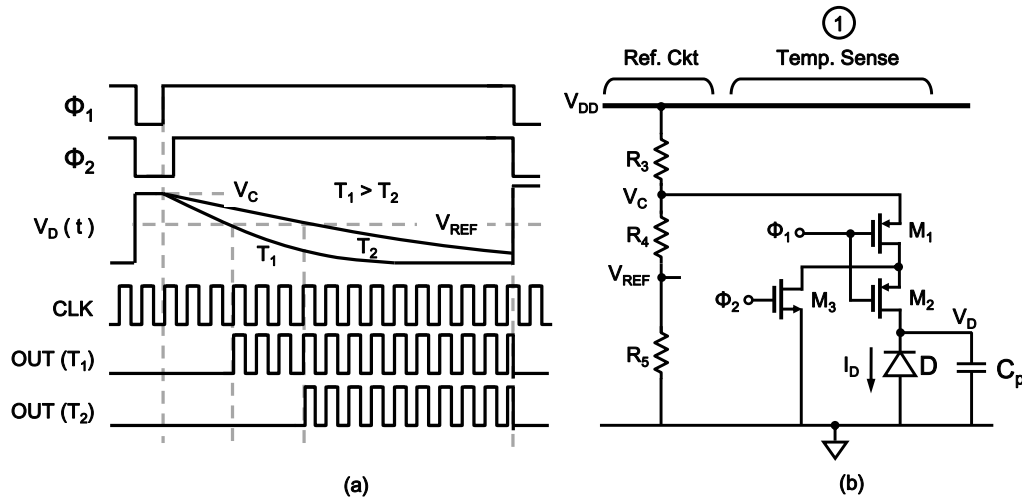 Φ1
Φ2
VC
T1 > T2
VD ( t )
VREF
T1
T2
CLK
OUT (T1)
OUT (T2)
(a)
1
Ref. Ckt
Temp. Sense
VDD
R3
VC
Φ1
M1
R4
VREF
Φ2
M3
M2
VD
R5
ID
D
Cp
(b)